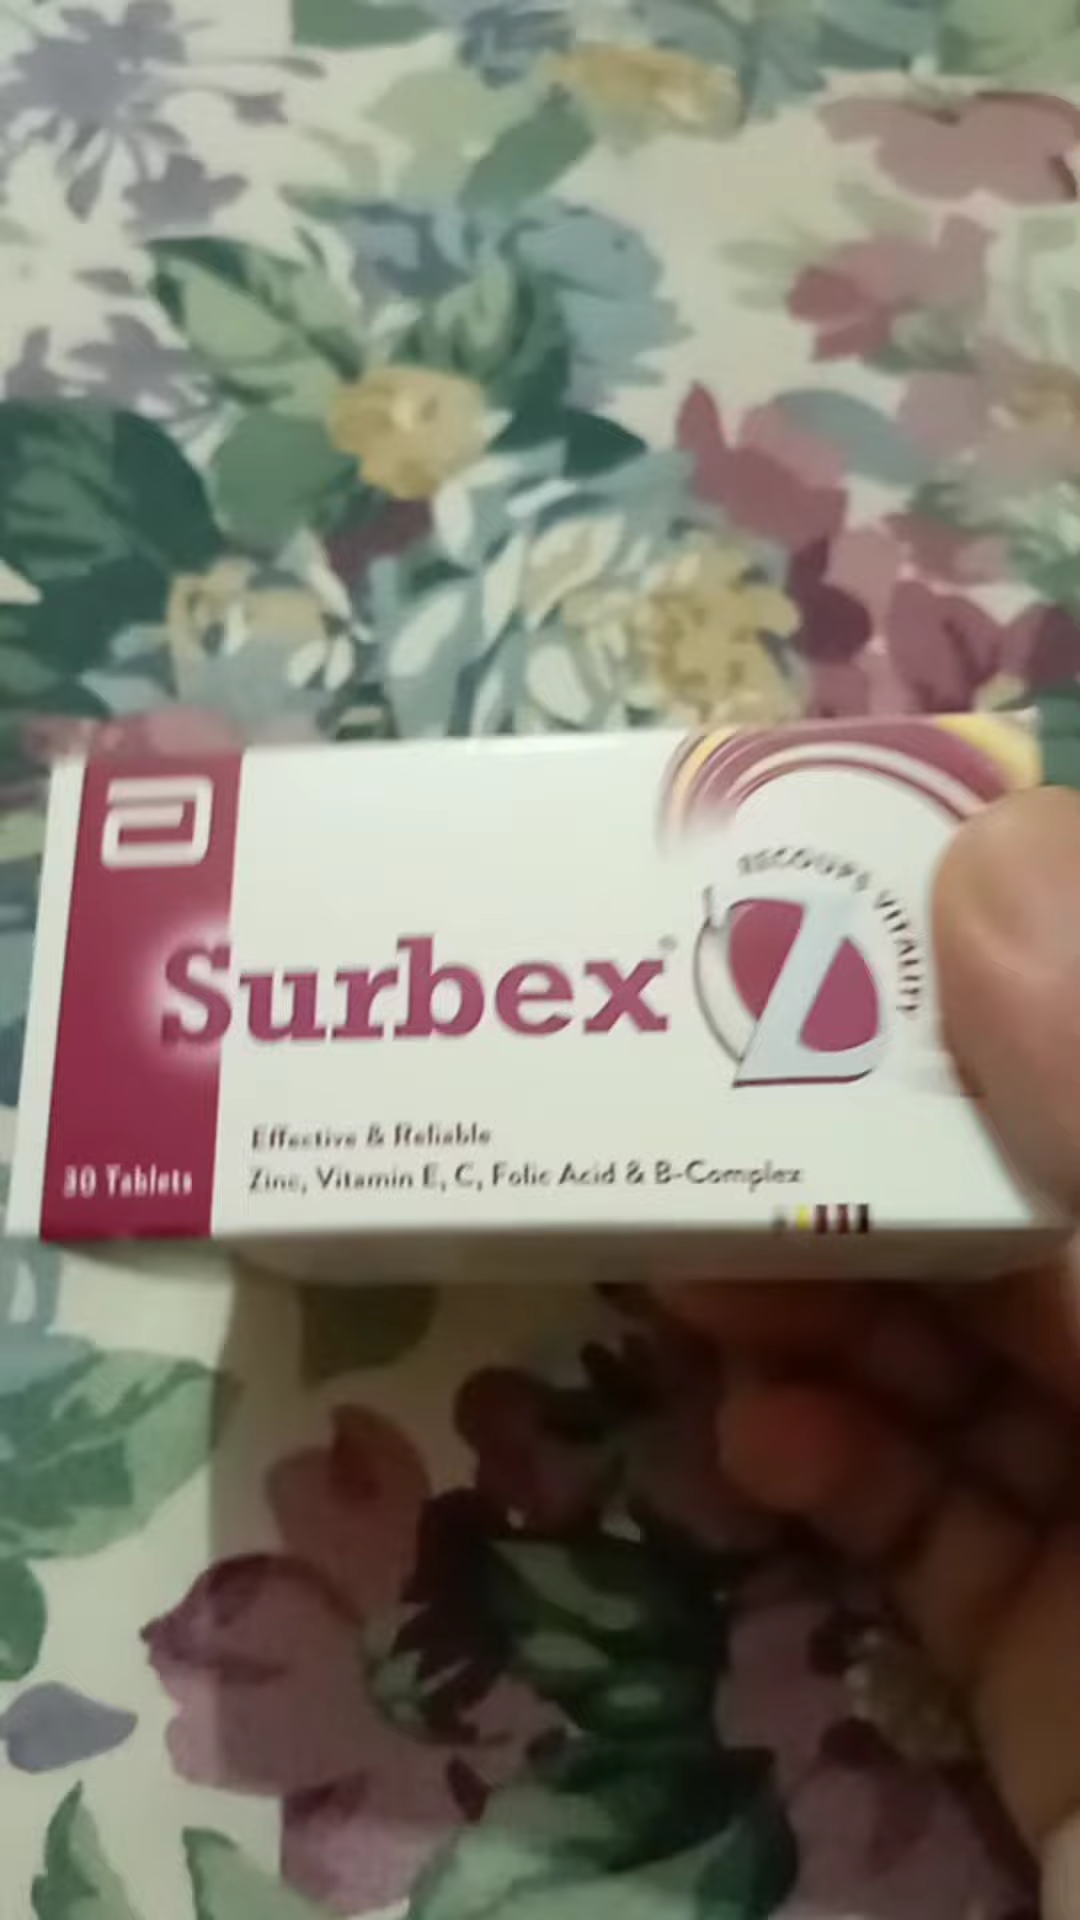 RECOUPS VITALITY
Surbex® Z
Effective & Reliable
Zinc, Vitamin E, C, Folic Acid & B-Complex
30 Tablets